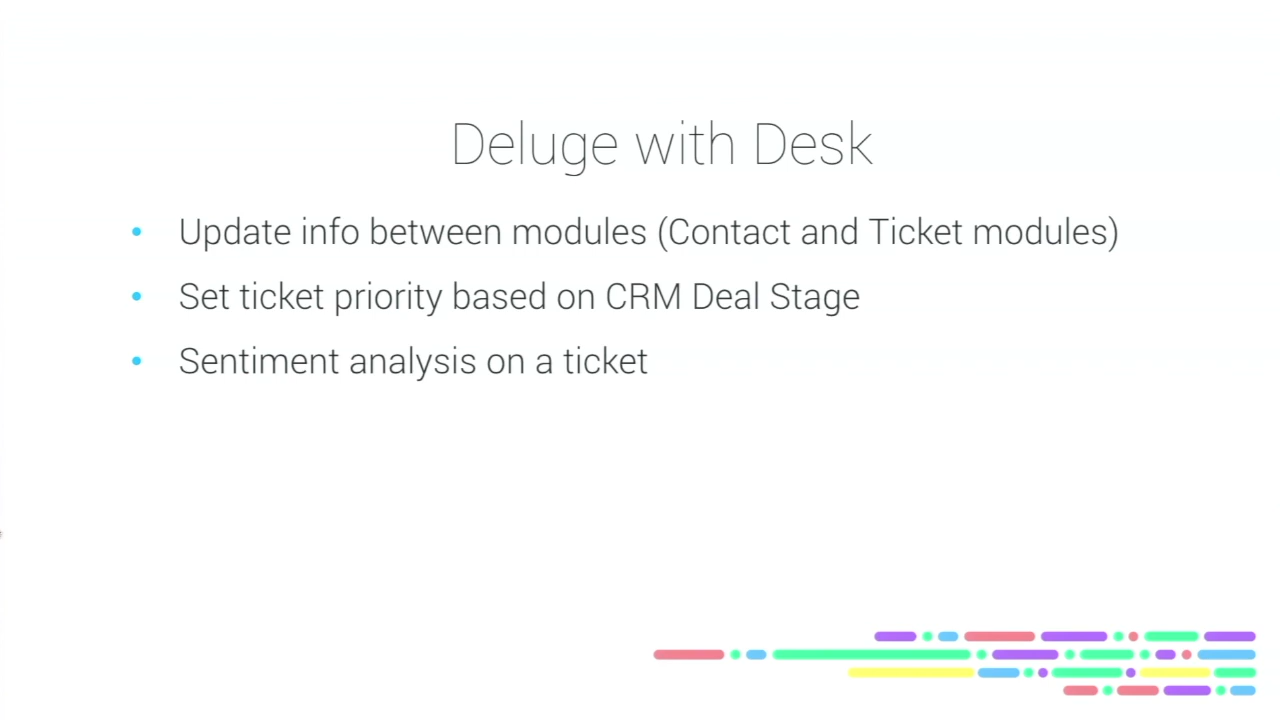 Deluge with Desk
• Update info between modules (Contact and Ticket modules)
• Set ticket priority based on CRM Deal Stage
• Sentiment analysis on a ticket